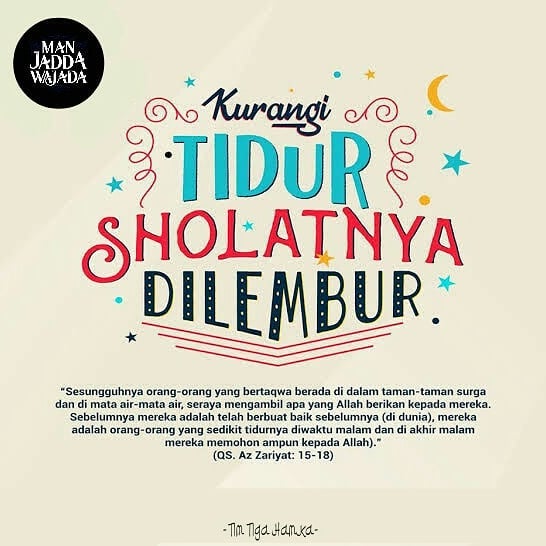 MAN
JADDA
WAJADA
Kurangi
TIDUR
SHOLATNYA
DILEMBUR
“Sesungguhnya orang-orang yang bertaqwa berada di dalam taman-taman surga
dan di mata air-mata air, seraya mengambil apa yang Allah berikan kepada mereka.
Sebelumnya mereka adalah telah berbuat baik sebelumnya (di dunia), mereka
adalah orang-orang yang sedikit tidurnya diwaktu malam dan di akhir malam
mereka memohon ampun kepada Allah).”
(QS. Az Zariyat: 15-18)
-Tim Tiga Hamka-